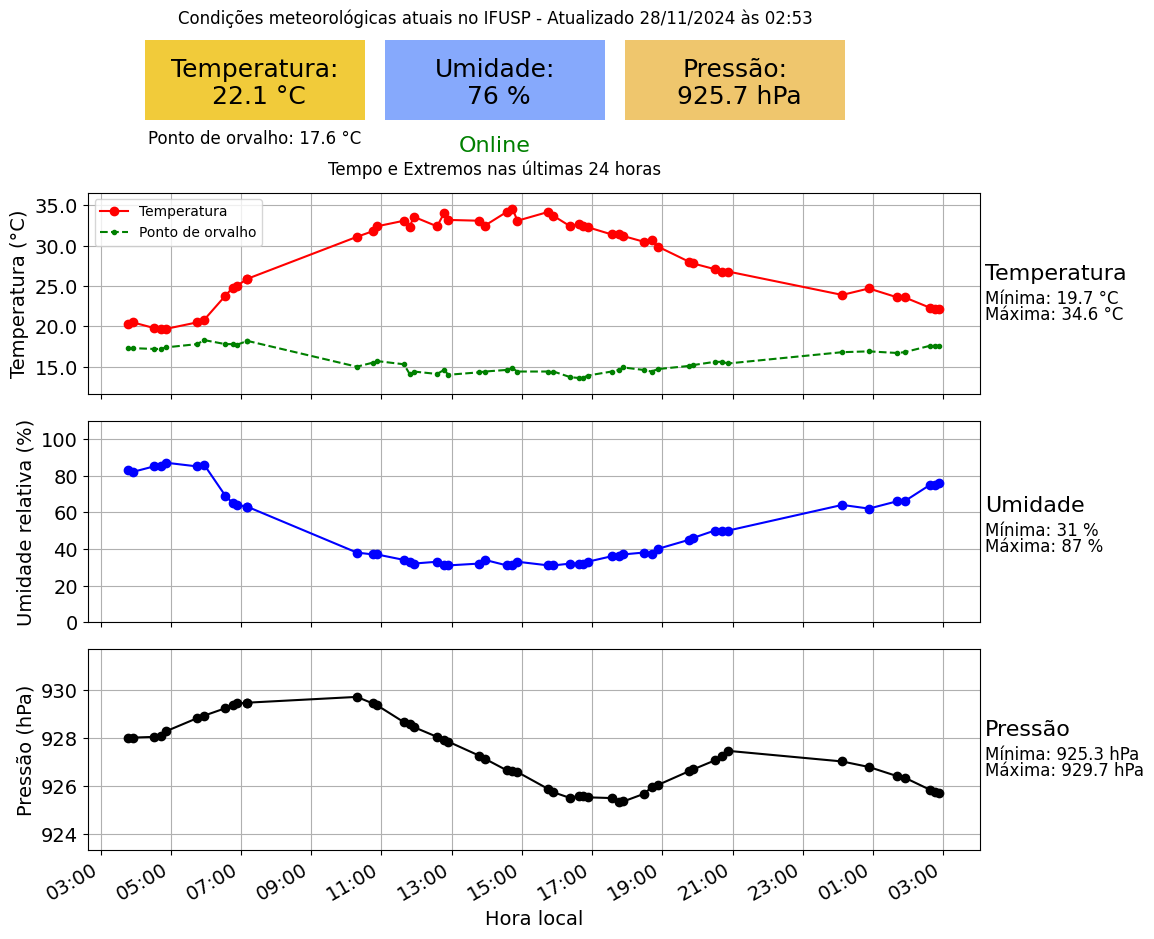 Condições meteorológicas atuais no IFUSP - Atualizado 28/11/2024 às 02:53
Temperatura:
22.1 °C
Umidade:
76 %
Pressão:
925.7 hPa
Ponto de orvalho: 17.6 °C
Online
Tempo e Extremos nas últimas 24 horas
Temperatura (°C)
35.0
30.0
25.0
20.0
15.0
Temperatura
Ponto de orvalho
Temperatura
Mínima: 19.7 °C
Máxima: 34.6 °C
Umidade relativa (%)
100
80
60
40
20
0
Umidade
Mínima: 31 %
Máxima: 87 %
Pressão (hPa)
930
928
926
924
Pressão
Mínima: 925.3 hPa
Máxima: 929.7 hPa
03:00
05:00
07:00
09:00
11:00
13:00
15:00
17:00
19:00
21:00
23:00
01:00
03:00
Hora local